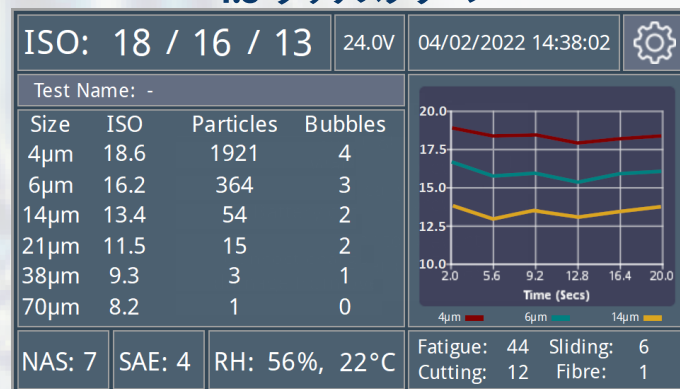 ISO: 18 / 16 / 13
24.0V
04/02/2022 14:38:02
Test Name: -
Size ISO Particles Bubbles
4µm 18.6 1921 4
6µm 16.2 364 3
14µm 13.4 54 2
21µm 11.5 15 2
38µm 9.3 3 1
70µm 8.2 1 0
20.0
17.5
15.0
12.5
10.0
2.0 5.6 9.2 12.8 16.4 20.0
Time (Secs)
4µm 6µm 14µm
NAS: 7
SAE: 4
RH: 56%, 22°C
Fatigue: 44 Sliding: 6
Cutting: 12 Fibre: 1